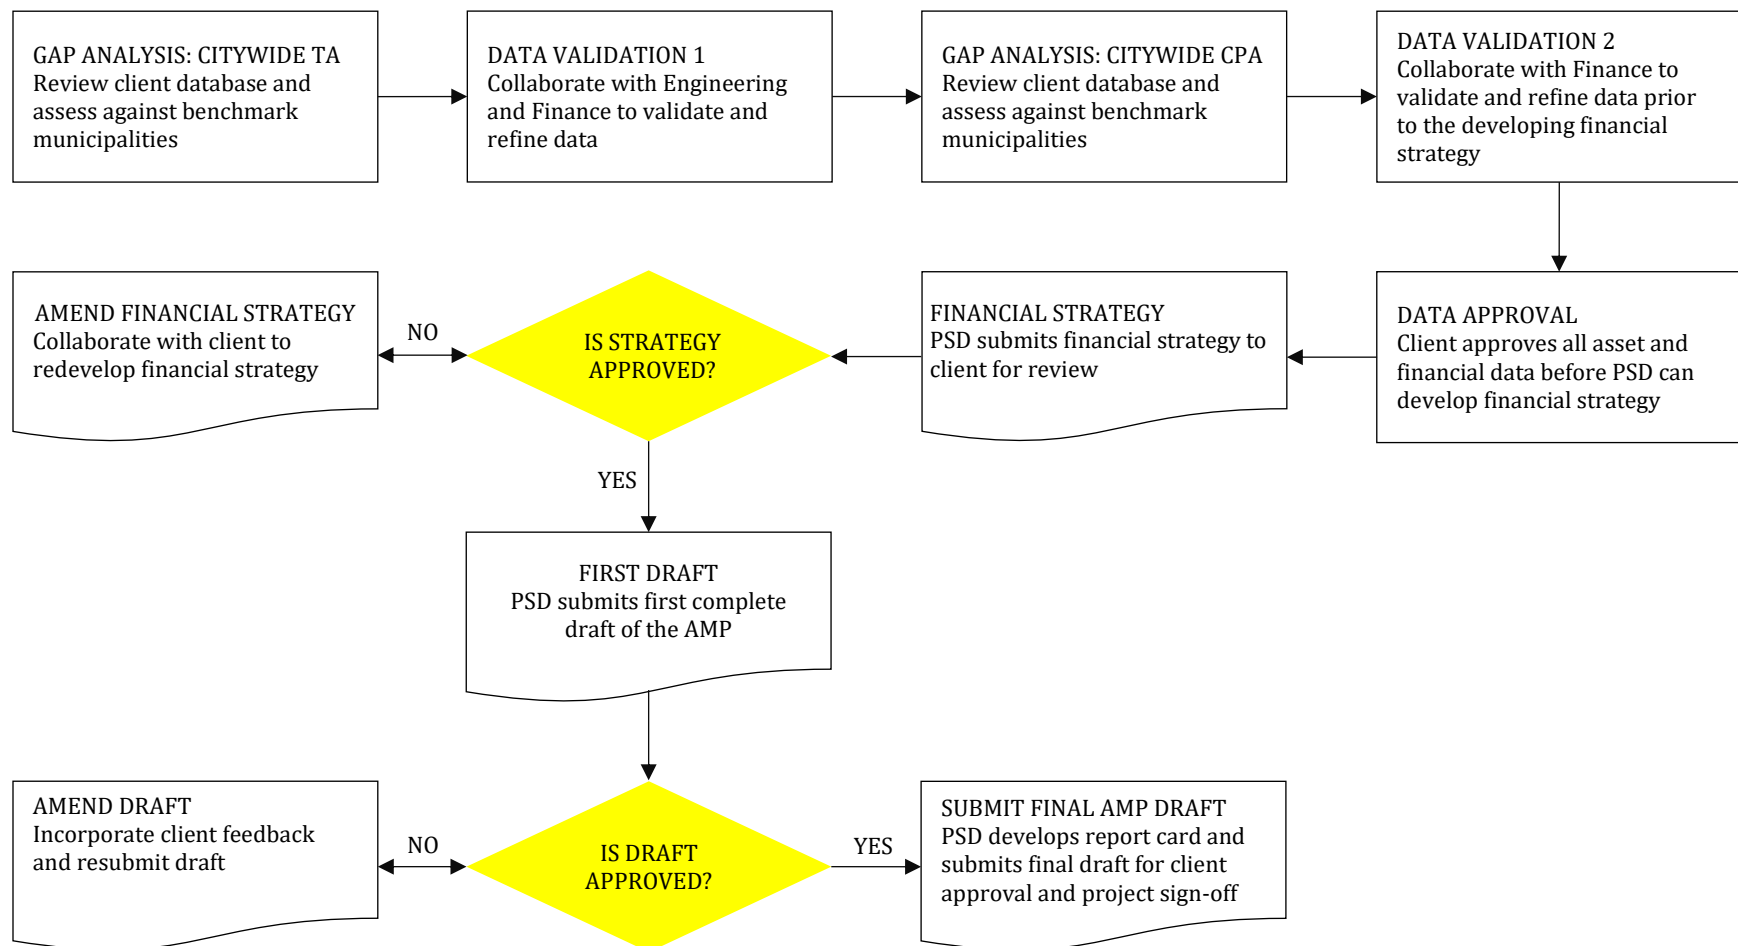 GAP ANALYSIS: CITYWIDE TA
Review client database and
assess against benchmark
municipalities
DATA VALIDATION 1
Collaborate with Engineering
and Finance to validate and
refine data
GAP ANALYSIS: CITYWIDE CPA
Review client database and
assess against benchmark
municipalities
DATA VALIDATION 2
Collaborate with Finance to
validate and refine data prior
to the developing financial
strategy
DATA APPROVAL
Client approves all asset and
financial data before PSD can
develop financial strategy
FINANCIAL STRATEGY
PSD submits financial strategy to
client for review
IS STRATEGY
APPROVED?
NO
AMEND FINANCIAL STRATEGY
Collaborate with client to
redevelop financial strategy
YES
FIRST DRAFT
PSD submits first complete
draft of the AMP
IS DRAFT
APPROVED?
NO
AMEND DRAFT
Incorporate client feedback
and resubmit draft
YES
SUBMIT FINAL AMP DRAFT
PSD develops report card and
submits final draft for client
approval and project sign-off